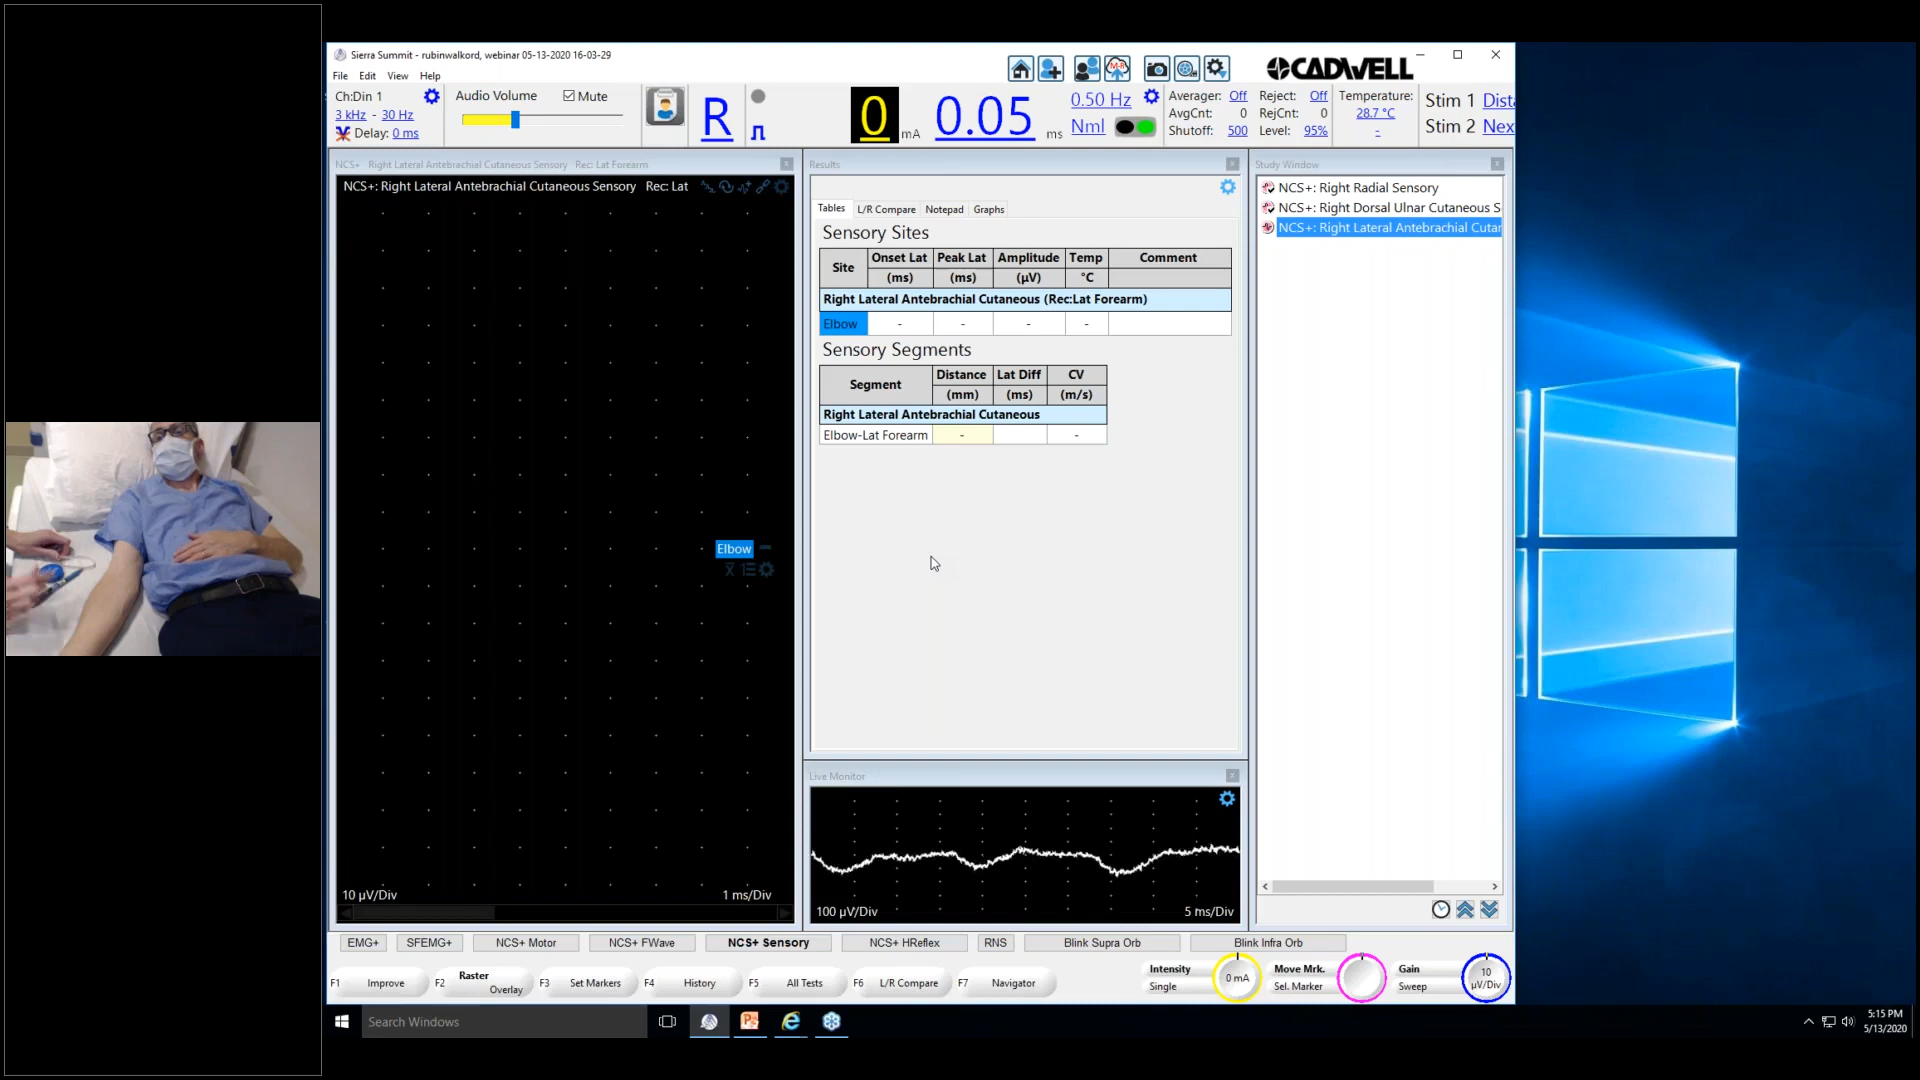 Sierra Summit - rubinwalkord, webinar 05-13-2020 16-03-29
File Edit View Help
CADWELL
Ch:Din 1
3 kHz - 30 Hz
Delay: 0 ms
Audio Volume
Mute
R
0 mA
0.05 ms
0.50 Hz
Nml
Averager: Off
AvgCnt: 0
Shutoff: 500
Reject: Off
RejCnt: 0
Level: 95%
Temperature:
28.7 °C
-
Stim 1 Dista
Stim 2 Nex
NCS+ Right Lateral Antebrachial Cutaneous Sensory Rec: Lat Forearm
NCS+: Right Lateral Antebrachial Cutaneous Sensory Rec: Lat
Elbow
10 µV/Div
1 ms/Div
Results
Tables L/R Compare Notepad Graphs
Sensory Sites
Site Onset Lat Peak Lat Amplitude Temp Comment
(ms) (ms) (µV) °C
Right Lateral Antebrachial Cutaneous (Rec:Lat Forearm)
Elbow - - - -
Sensory Segments
Segment Distance Lat Diff CV
(mm) (ms) (m/s)
Right Lateral Antebrachial Cutaneous
Elbow-Lat Forearm - -
Live Monitor
100 µV/Div
5 ms/Div
Study Window
NCS+: Right Radial Sensory
NCS+: Right Dorsal Ulnar Cutaneous S
NCS+: Right Lateral Antebrachial Cutar
EMG+ SFEMG+ NCS+ Motor NCS+ FWave NCS+ Sensory NCS+ HReflex RNS Blink Supra Orb Blink Infra Orb
F1 Improve
F2 Raster Overlay
F3 Set Markers
F4 History
F5 All Tests
F6 L/R Compare
F7 Navigator
Intensity
Single
0 mA
Move Mrk.
Sel. Marker
Gain
Sweep
10
µV/Div
Search Windows
5:15 PM
5/13/2020